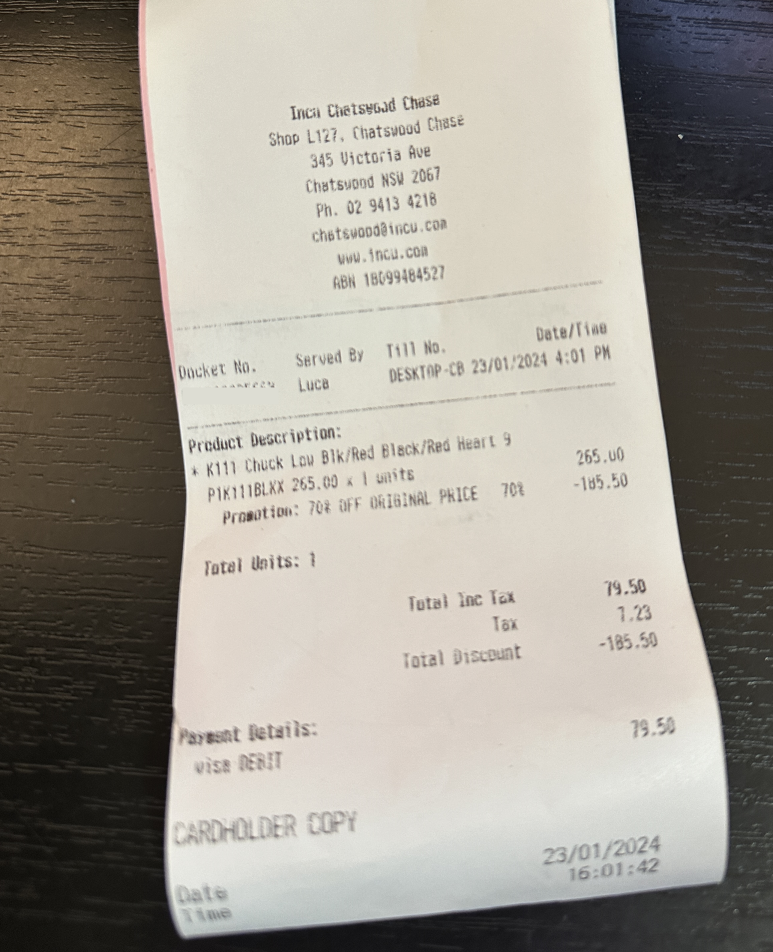 Incu Chatswood Chase
Shop L127, Chatswood Chase
345 Victoria Ave
Chatswood NSW 2067
Ph. 02 9413 4218
chatswood@incu.com
www.incu.com
ABN 18099484527
Docket No. Served By Till No. Date/Time
Luca DESKTOP-CB 23/01/2024 4:01 PM
Product Description:
* K111 Chuck Low Blk/Red Black/Red Heart 9 265.00
P1K111BLKX 265.00 x 1 units
Promotion: 70% OFF ORIGINAL PRICE 70% -185.50
Total Units: 1
Total Inc Tax 79.50
Tax 7.23
Total Discount -185.50
Payment Details:
visa DEBIT 79.50
CARDHOLDER COPY
Date 23/01/2024
Time 16:01:42